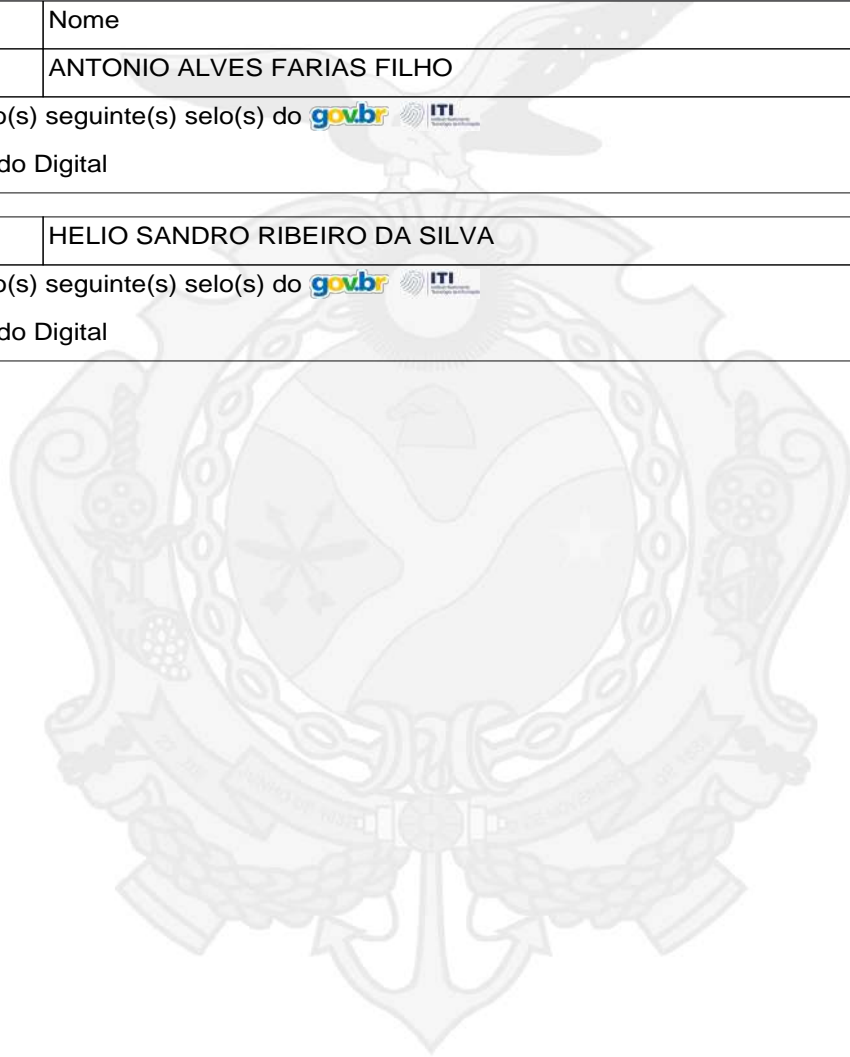 Nome
ANTONIO ALVES FARIAS FILHO
o(s) seguinte(s) selo(s) do gov.br ITI
do Digital
HELIO SANDRO RIBEIRO DA SILVA
o(s) seguinte(s) selo(s) do gov.br ITI
do Digital